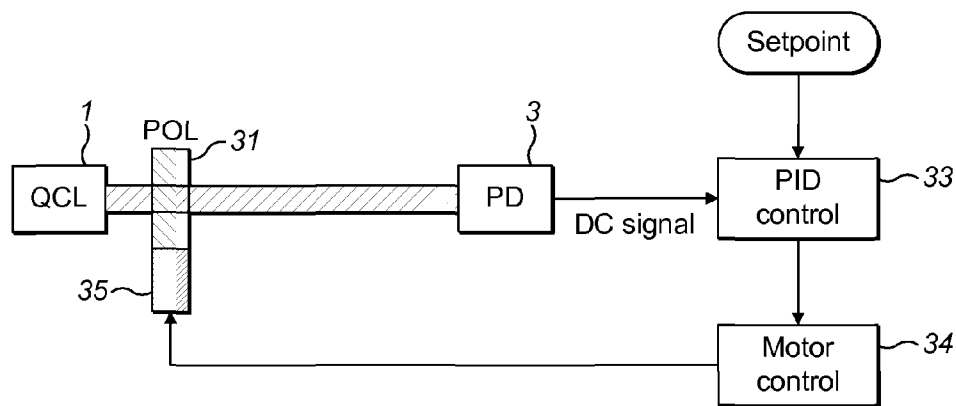 Setpoint
1
POL
31
3
QCL
PD
DC signal
PID
control
33
35
Motor
control
34